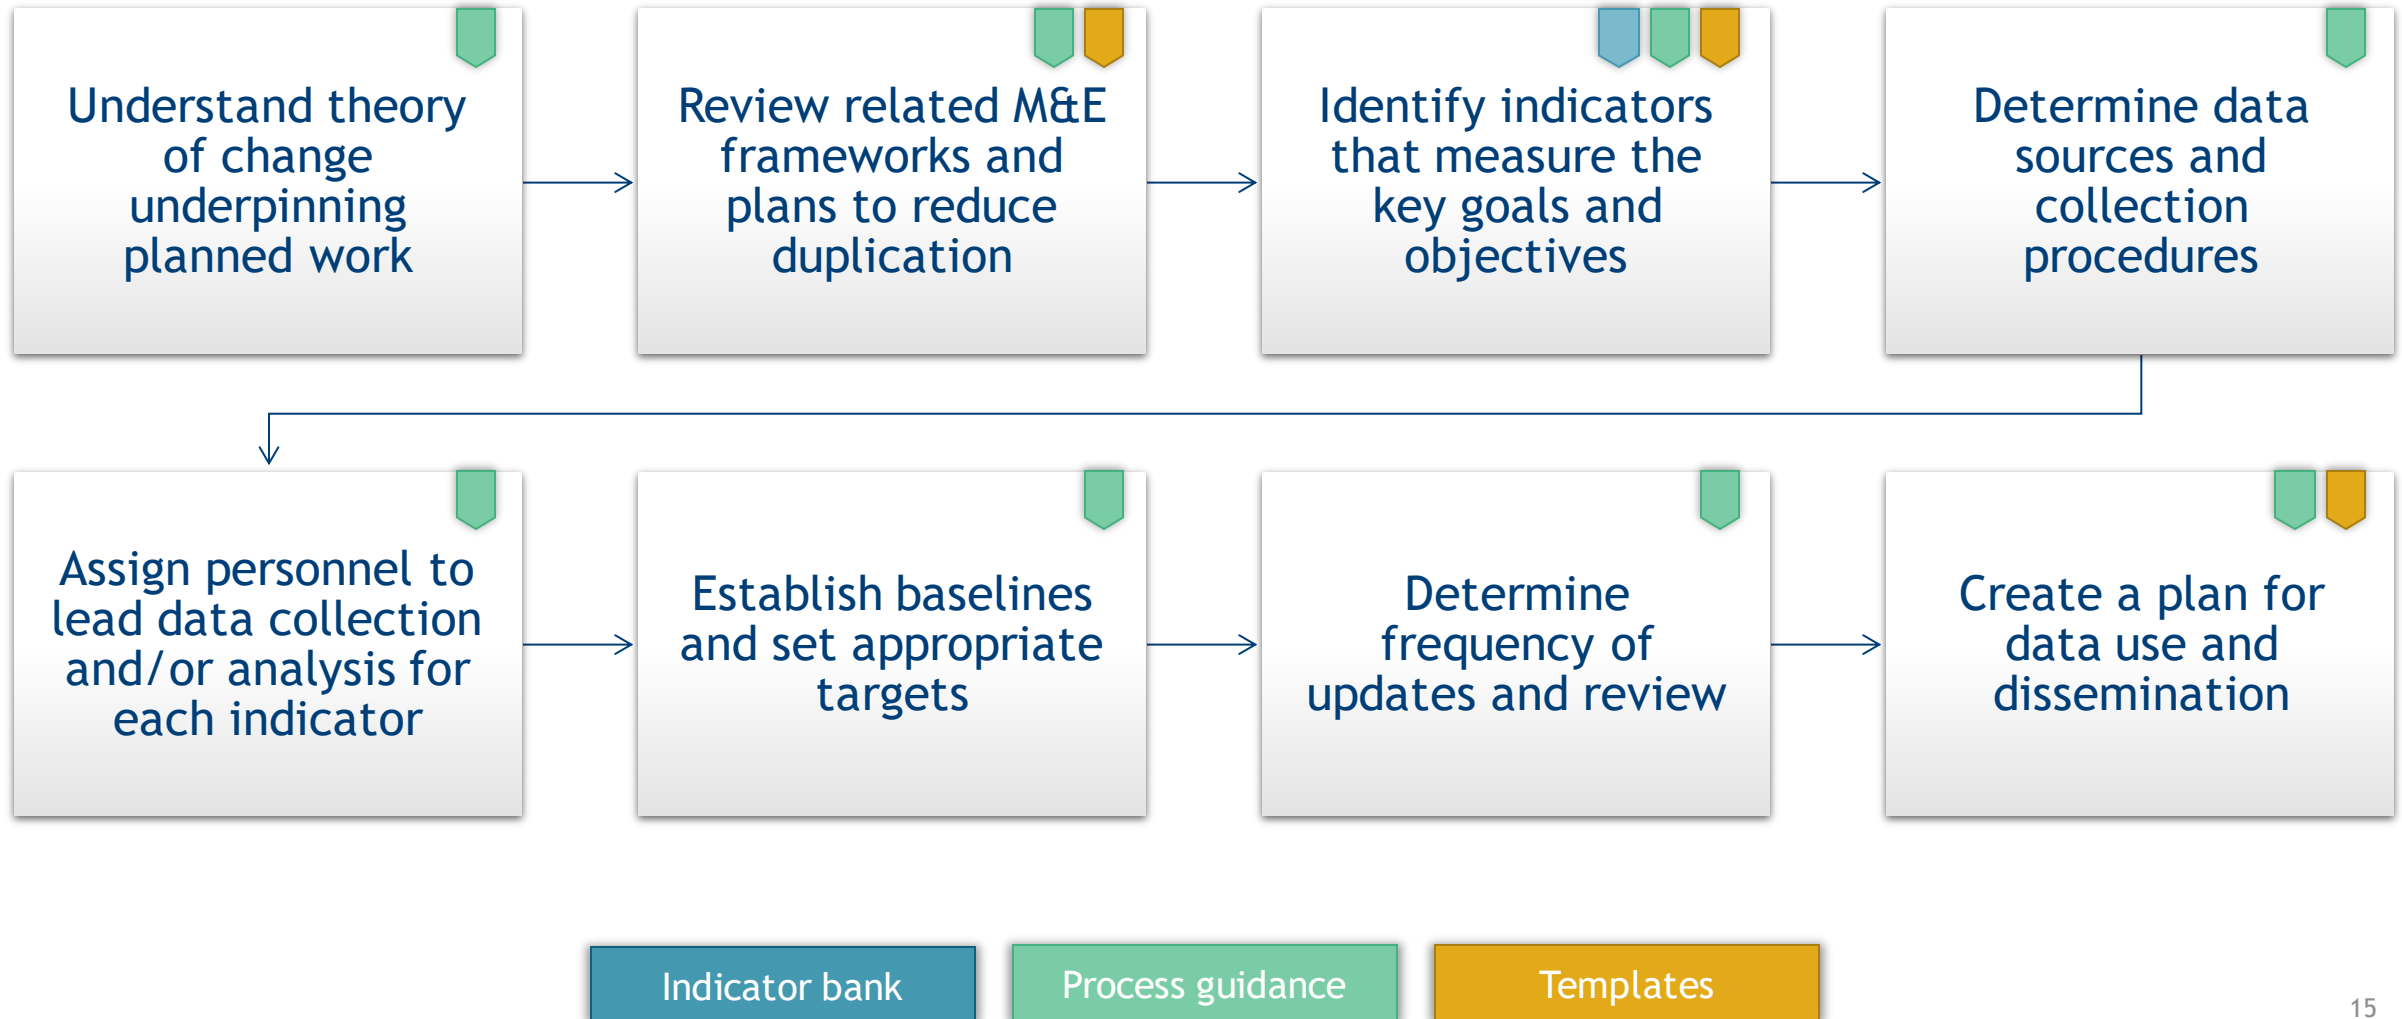 Understand theory
of change
underpinning
planned work
Review related M&E
frameworks and
plans to reduce
duplication
Identify indicators
that measure the
key goals and
objectives
Determine data
sources and
collection
procedures
Assign personnel to
lead data collection
and/or analysis for
each indicator
Establish baselines
and set appropriate
targets
Determine
frequency of
updates and review
Create a plan for
data use and
dissemination
Indicator bank
Process guidance
Templates
15